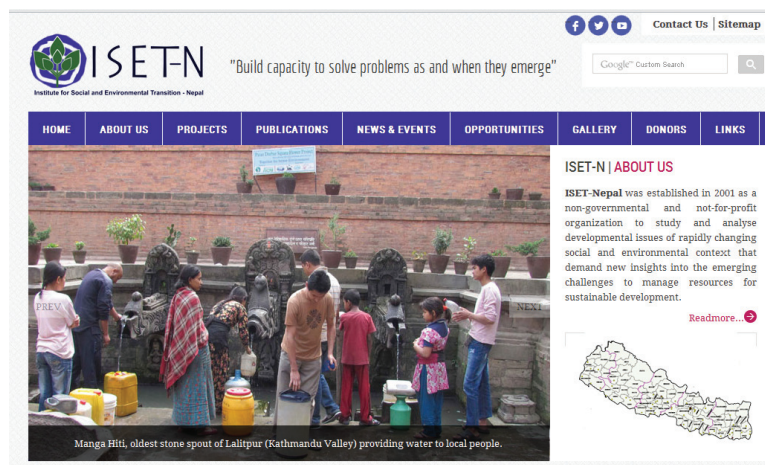 Contact Us | Sitemap
ISET-N
Institute for Social and Environmental Transition - Nepal
"Build capacity to solve problems as and when they emerge"
Google™ Custom Search
HOME ABOUT US PROJECTS PUBLICATIONS NEWS & EVENTS OPPORTUNITIES GALLERY DONORS LINKS
PREV
NEXT
Manga Hiti, oldest stone spout of Lalitpur (Kathmandu Valley) providing water to local people.
ISET-N | ABOUT US
ISET-Nepal was established in 2001 as a
non-governmental and not-for-profit
organization to study and analyse
developmental issues of rapidly changing
social and environmental context that
demand new insights into the emerging
challenges to manage resources for
sustainable development.
Readmore...